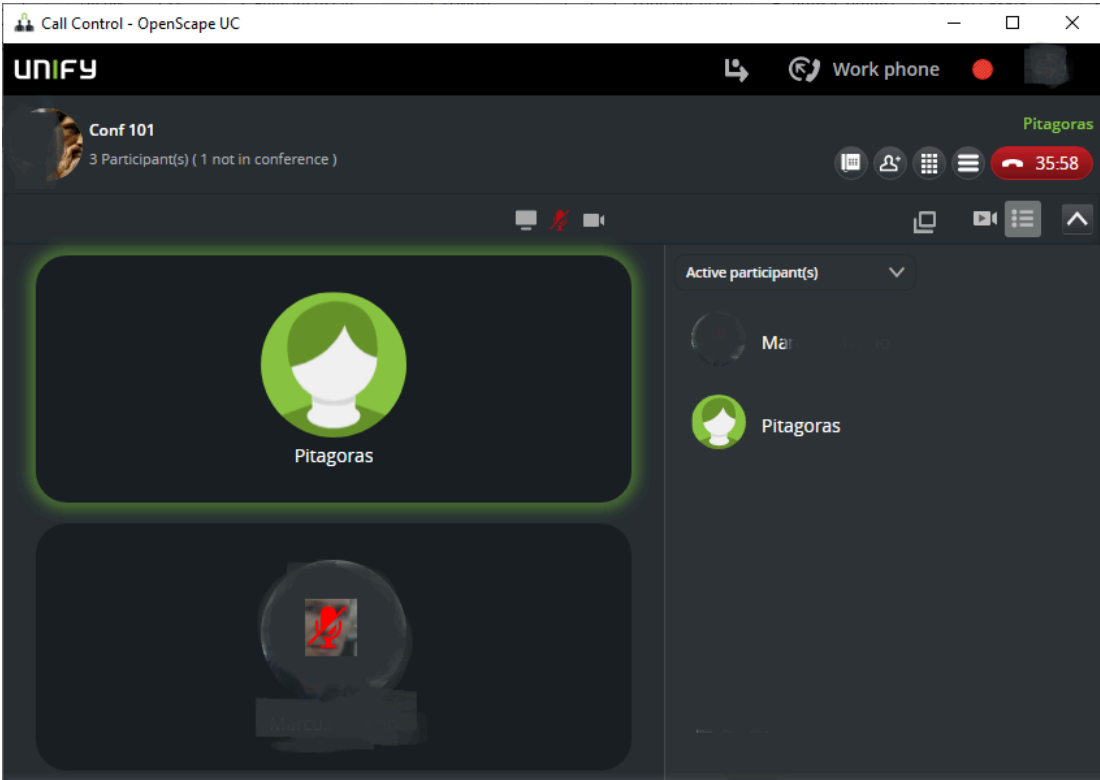 Call Control - OpenScape UC
UNIFY
Work phone
Conf 101
Pitagoras
3 Participant(s) ( 1 not in conference )
35:58
Active participant(s)
Pitagoras
Pitagoras